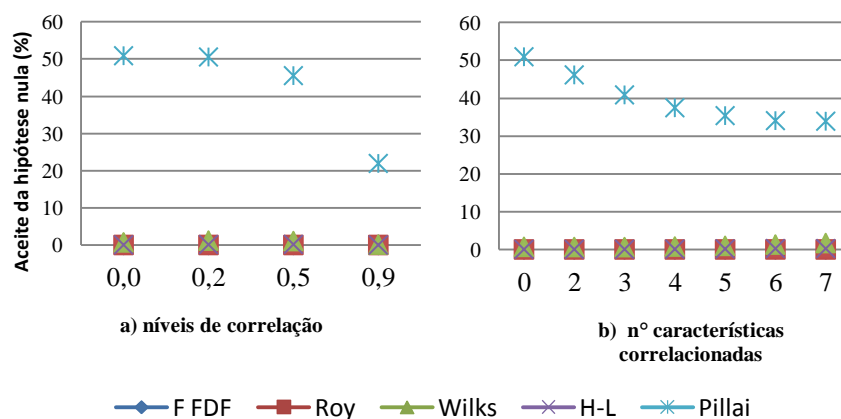 Aceite da hipótese nula (%)
60
50
40
30
20
10
0
0,0 0,2 0,5 0,9
a) níveis de correlação
60
50
40
30
20
10
0
0 2 3 4 5 6 7
b) n° características
correlacionadas
F FDF Roy Wilks H-L Pillai